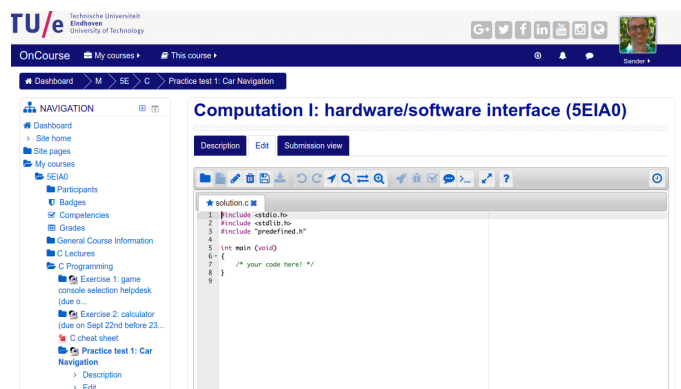 TU/e Technische Universiteit
Eindhoven
University of Technology
G+ f in
OnCourse My courses This course
Sander
Dashboard M 5E C Practice test 1: Car Navigation
NAVIGATION
Dashboard
Site home
Site pages
My courses
5EIA0
Participants
Badges
Competencies
Grades
General Course Information
C Lectures
C Programming
Exercise 1: game
console selection helpdesk
(due o...
Exercise 2: calculator
(due on Sept 22nd before 23...
C cheat sheet
Practice test 1: Car
Navigation
Description
Edit
Computation I: hardware/software interface (5EIA0)
Description Edit Submission view
solution.c
1 #include <stdio.h>
2 #include <stdlib.h>
3 #include "predefined.h"
4
5 int main (void)
6 {
7 /* your code here! */
8 }
9